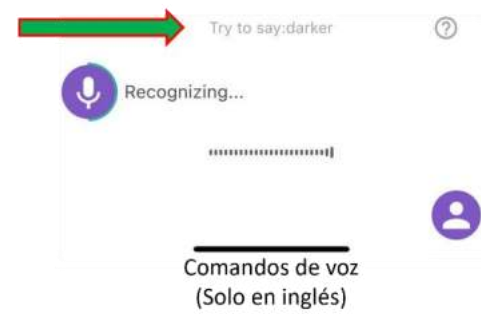 Try to say:darker
Recognizing...
Comandos de voz
(Solo en inglés)